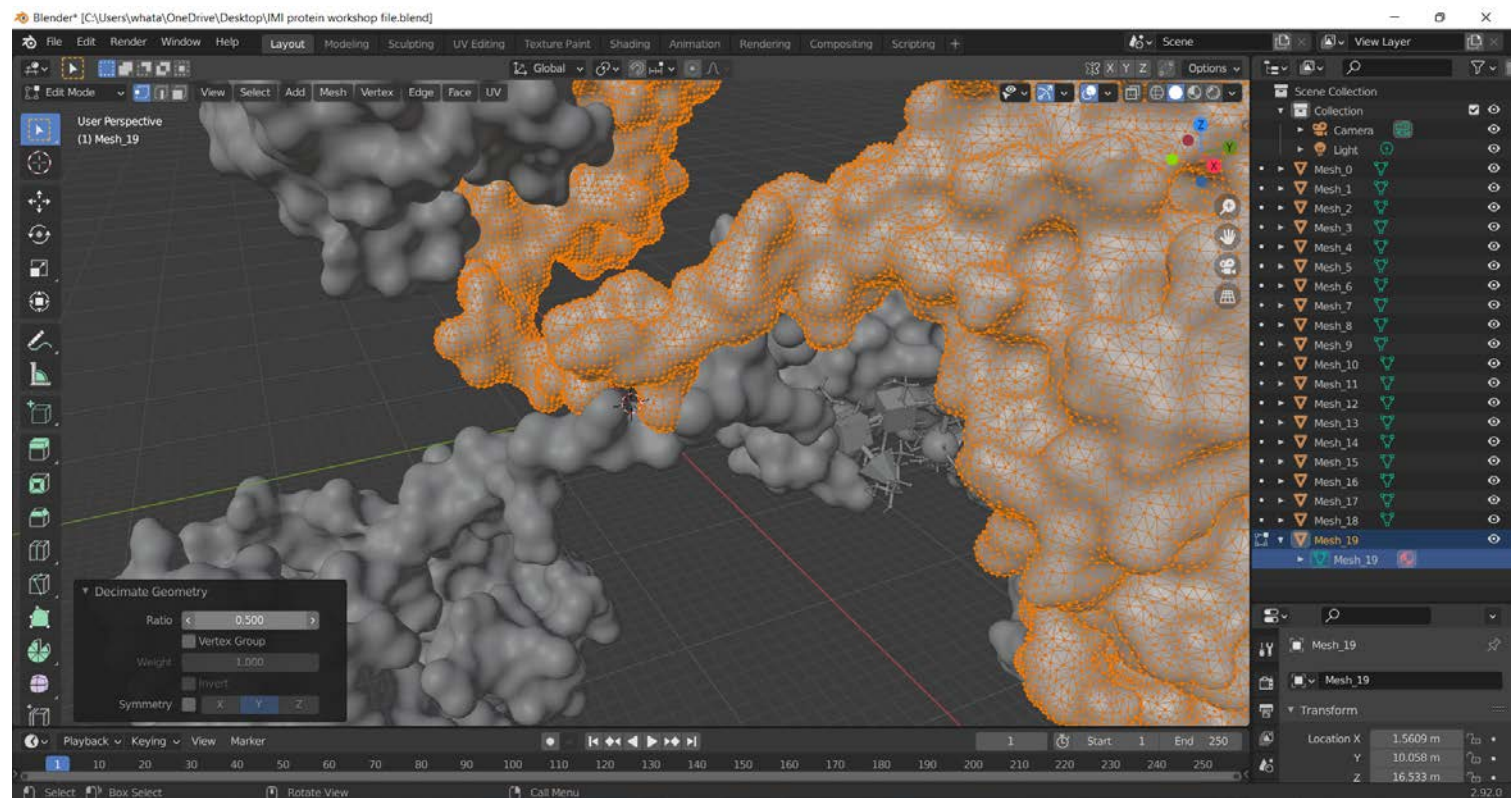 Blender* [C:\Users\whata\OneDrive\Desktop\IMI protein workshop file.blend]
File Edit Render Window Help Layout Modeling Sculpting UV Editing Texture Paint Shading Animation Rendering Compositing Scripting + Scene View Layer
Global X Y Z Options
Edit Mode View Select Add Mesh Vertex Edge Face UV
User Perspective
(1) Mesh_19
Z
Y
X
Scene Collection
Collection
Camera
Light
Mesh_0
Mesh_1
Mesh_2
Mesh_3
Mesh_4
Mesh_5
Mesh_6
Mesh_7
Mesh_8
Mesh_9
Mesh_10
Mesh_11
Mesh_12
Mesh_13
Mesh_14
Mesh_15
Mesh_16
Mesh_17
Mesh_18
Mesh_19
Mesh_19
Decimate Geometry
Ratio 0.500
Vertex Group
Weight 1.000
Invert
Symmetry X Y Z
Mesh_19
Mesh_19
Transform
Location X 1.5609 m
Y 10.058 m
Z 16.533 m
Playback Keying View Marker 1 Start 1 End 250
1 10 20 30 40 50 60 70 80 90 100 110 120 130 140 150 160 170 180 190 200 210 220 230 240 250
Select Box Select Rotate View Call Menu 2.92.0